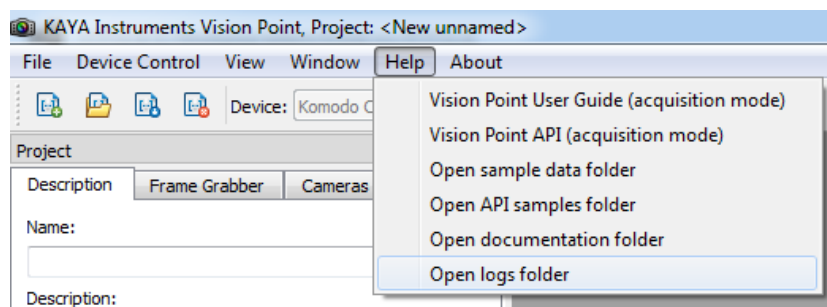 KAYA Instruments Vision Point, Project: <New unnamed>
File Device Control View Window Help About
Device: Komodo
Vision Point User Guide (acquisition mode)
Vision Point API (acquisition mode)
Open sample data folder
Open API samples folder
Open documentation folder
Open logs folder
Project
Description Frame Grabber Cameras
Name:
Description: